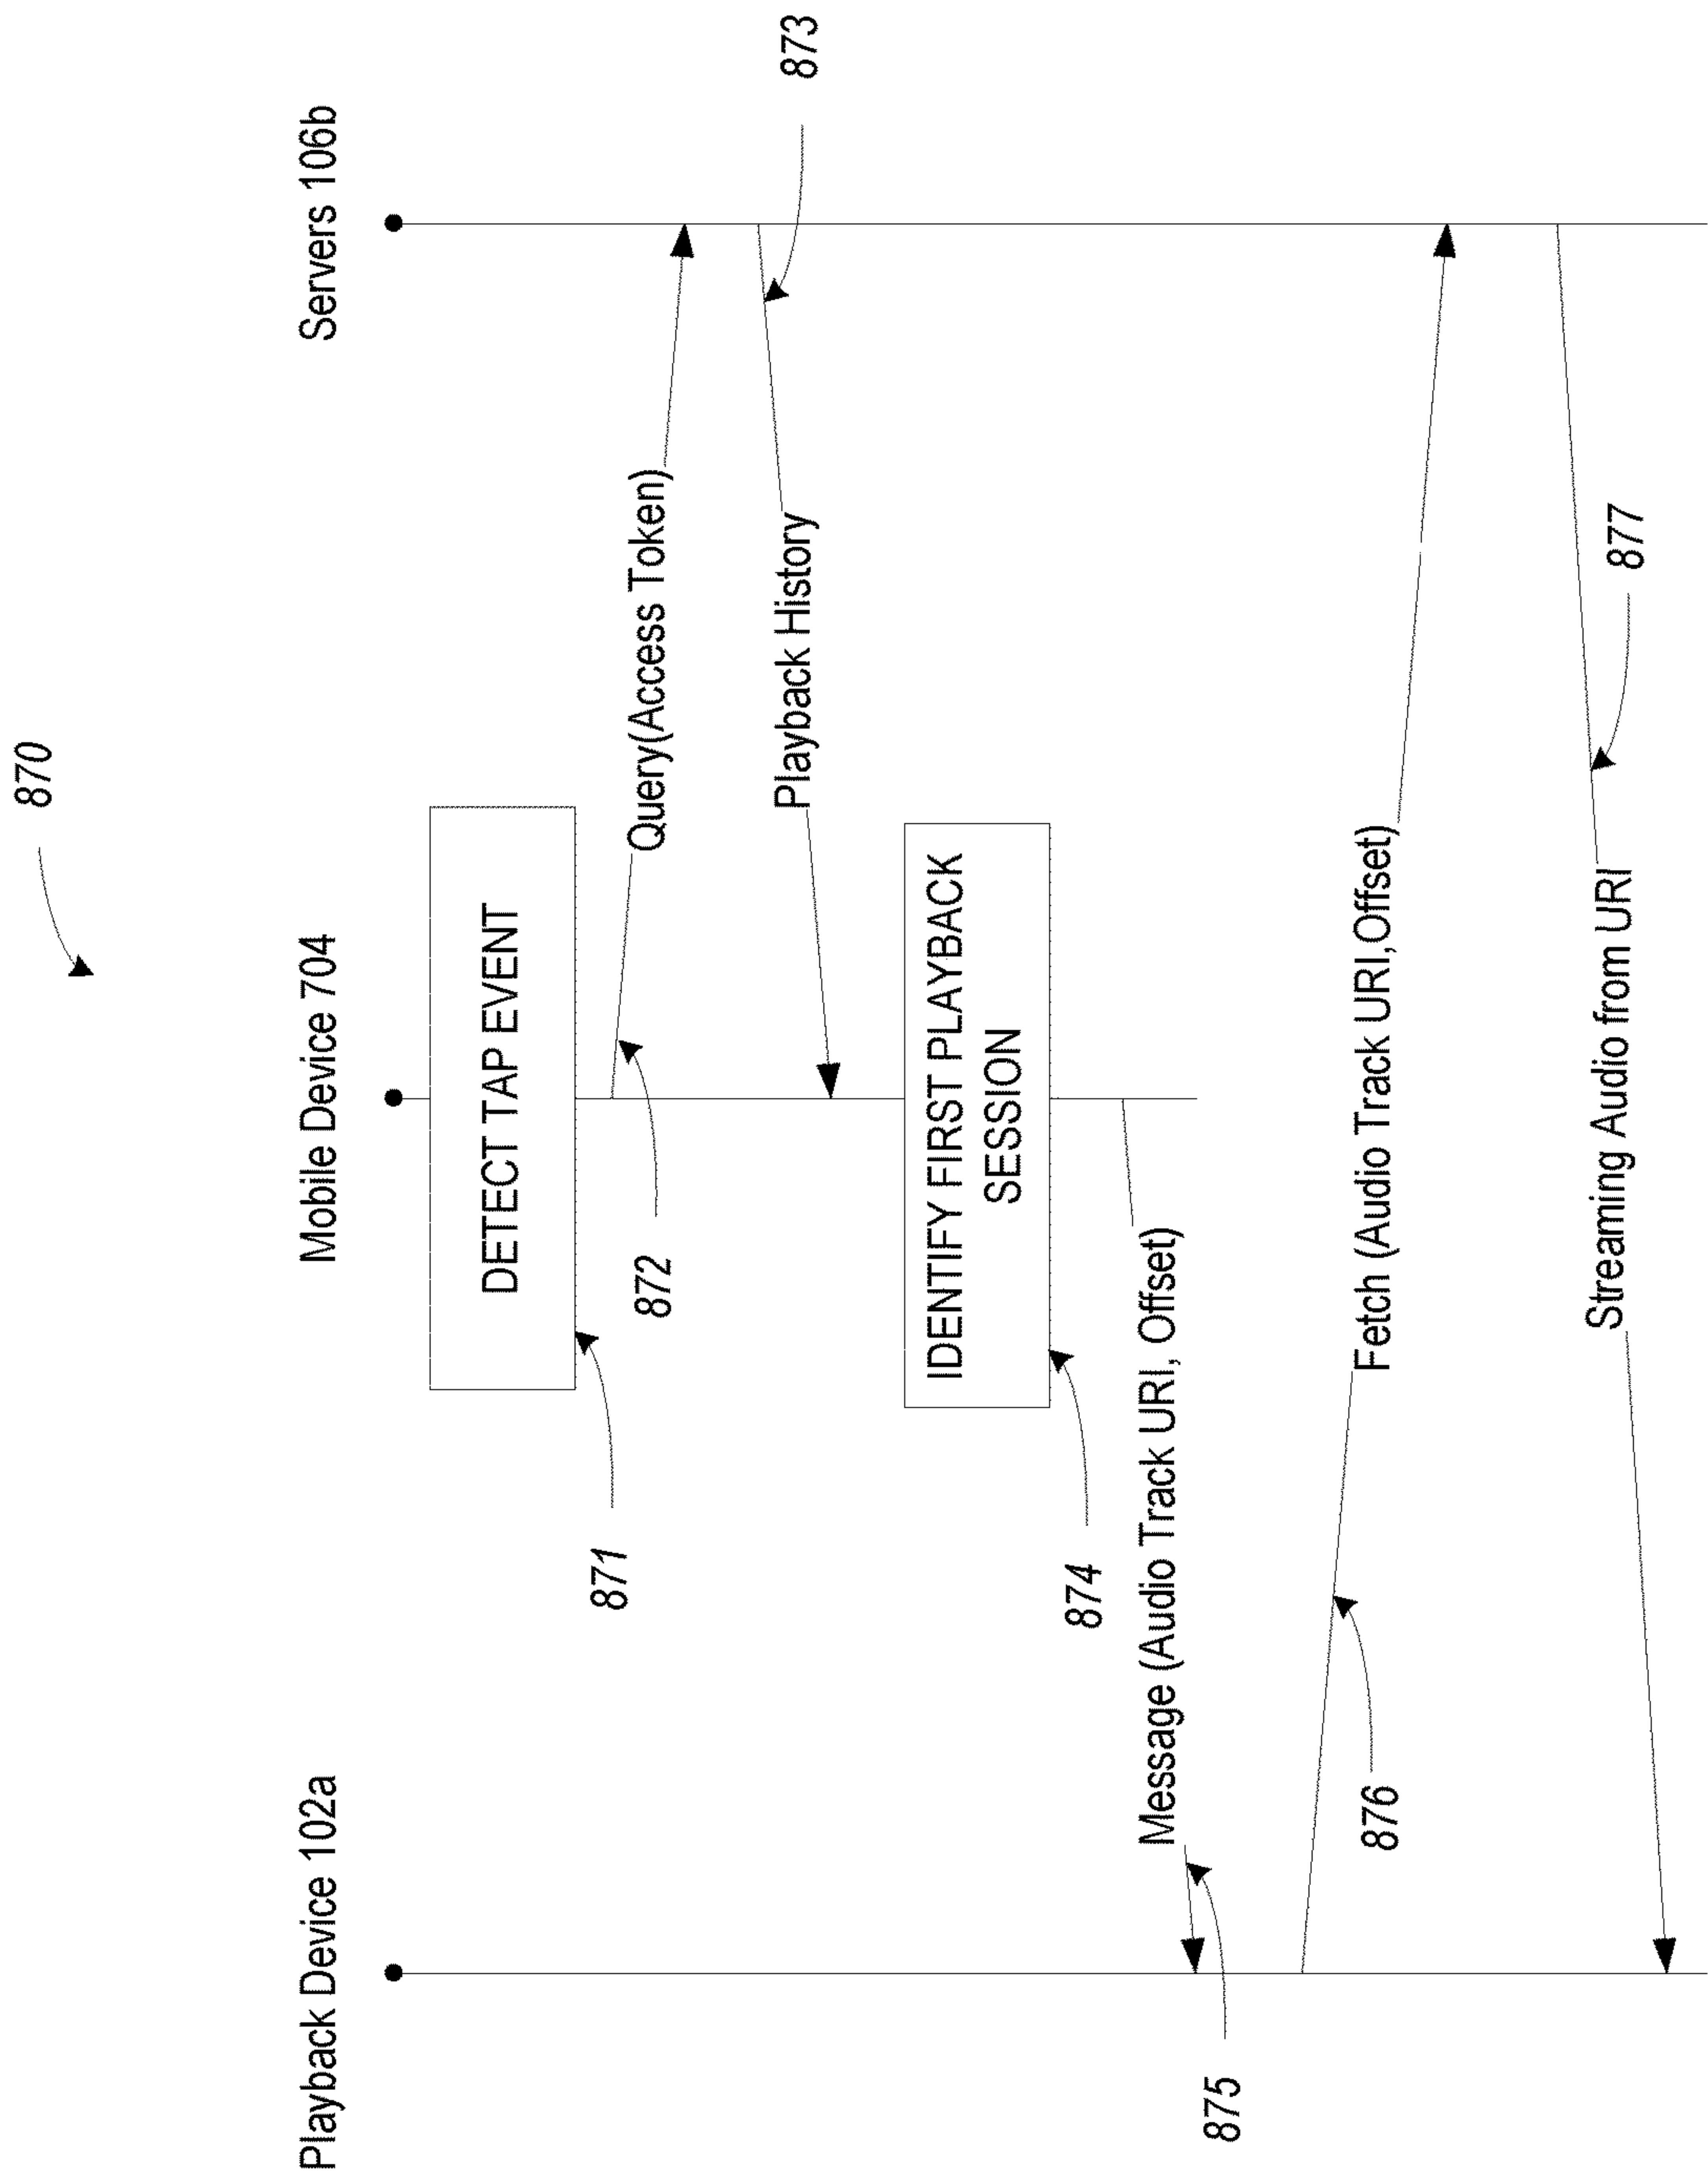 870
Playback Device 102a
Mobile Device 704
Servers 106b
DETECT TAP EVENT
871
Query(Access Token)
872
873
Playback History
IDENTIFY FIRST PLAYBACK
SESSION
874
Message (Audio Track URI, Offset)
875
Fetch (Audio Track URI,Offset)
876
Streaming Audio from URI
877